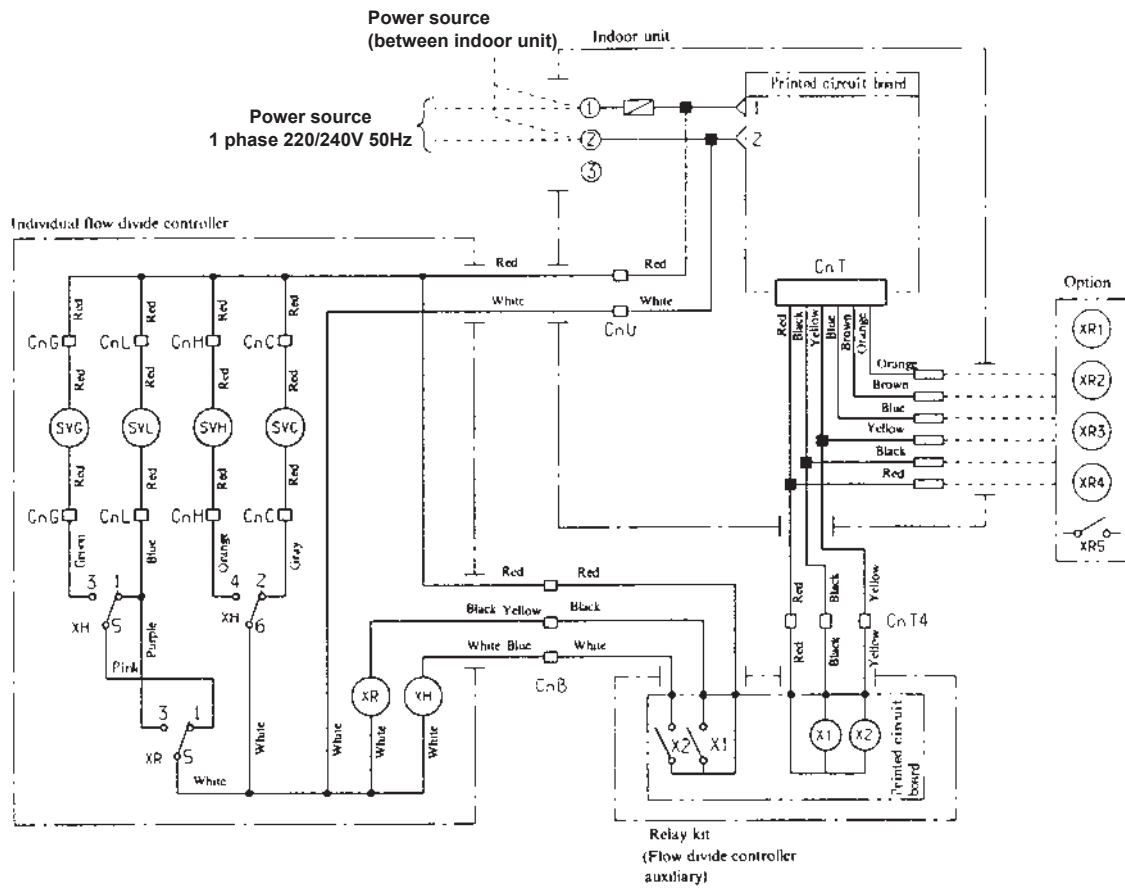 Power source
(between indoor unit)
Indoor unit
Printed circuit board
Power source
1 phase 220/240V 50Hz
1
1
2
2
3
Individual flow divide controller
Red
Red
White
White
CnU
CnT
Option
Red
Black
Yellow
Blue
Brown
Orange
Orange
Brown
Blue
Yellow
Black
Red
XR1
XR2
XR3
XR4
XR5
Red
Red
Red
Red
CnG
CnL
CnH
CnC
Red
Red
Red
Red
SVG
SVL
SVH
SVC
Red
Red
Red
Red
CnG
CnL
CnH
CnC
Green
Blue
Orange
Gray
3
1
4
2
XH
5
XH
6
Purple
Pink
3
1
XR
5
White
White
White
White
White
XR
XH
Red
Red
Black Yellow
Black
White Blue
White
CnB
Red
Black
Yellow
CnT4
Red
Black
Yellow
X2
X1
X1
X2
Printed circuit
board
Relay kit
(Flow divide controller
auxiliary)